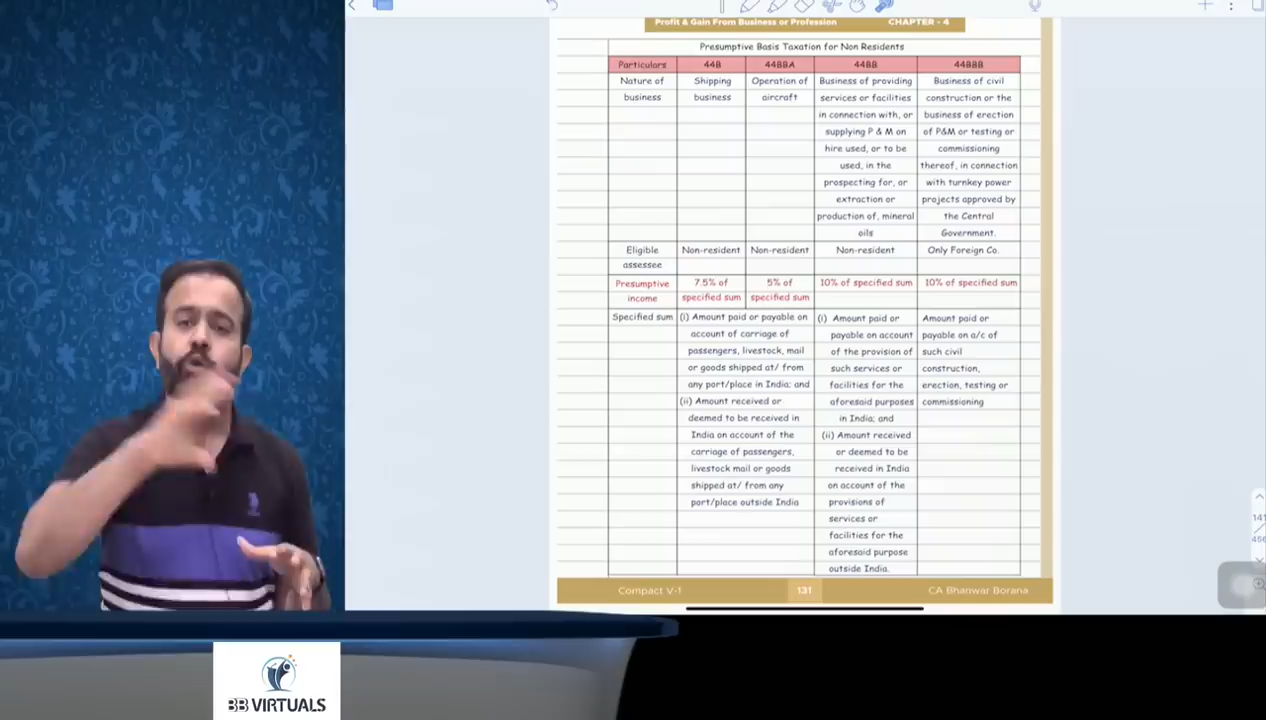 Profit & Gain From Business or Profession CHAPTER - 4
Presumptive Basis Taxation for Non Residents
Particulars 44B 44BBA 44BB 44BBB
Nature of business
Shipping business
Operation of aircraft
Business of providing
services or facilities
in connection with, or
supplying P & M on
hire used, or to be
used, in the
prospecting for, or
extraction or
production of, mineral
oils
Business of civil
construction or the
business of erection
of P&M or testing or
commissioning
thereof, in connection
with turnkey power
projects approved by
the Central
Government.
Eligible
assessee
Non-resident
Non-resident
Non-resident
Only Foreign Co.
Presumptive
income
7.5% of
specified sum
5% of
specified sum
10% of specified sum
10% of specified sum
Specified sum
(i) Amount paid or payable on
account of carriage of
passengers, livestock, mail
or goods shipped at/ from
any port/place in India; and
(ii) Amount received or
deemed to be received in
India on account of the
carriage of passengers,
livestock mail or goods
shipped at/ from any
port/place outside India
(i) Amount paid or
payable on account
of the provision of
such services or
facilities for the
aforesaid purposes
in India; and
(ii) Amount received
or deemed to be
received in India
on account of the
provisions of
services or
facilities for the
aforesaid purpose
outside India.
Amount paid or
payable on a/c of
such civil
construction,
erection, testing or
commissioning
Compact V-1 131 CA Bhanwar Borana
141
/
456
BB VIRTUALS